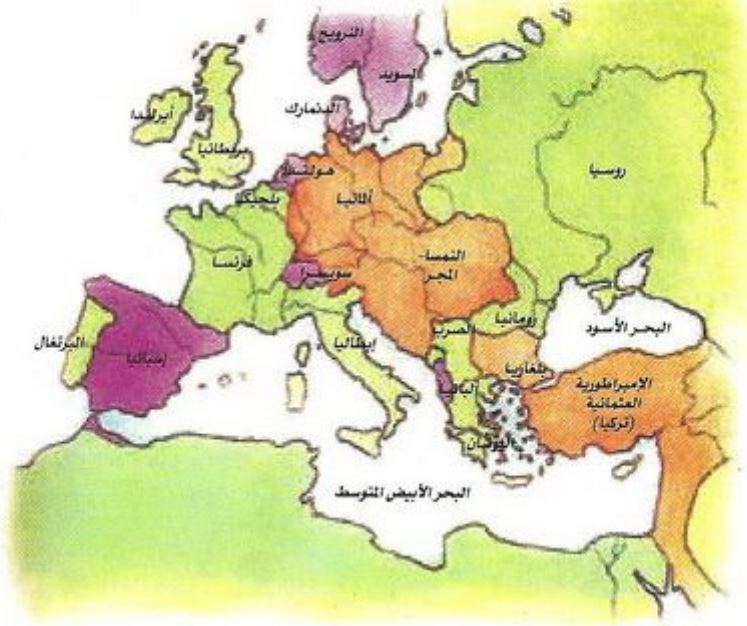 النرويج
السويد
الدنمارك
أيرلندا
بريطانيا
هولندا
بلجيكا
ألمانيا
روسيا
فرنسا
سويسرا
النمسا-
المجر
رومانيا
البحر الأسود
الصرب
إيطاليا
بلغاريا
البرتغال
إسبانيا
ألبانيا
الإمبراطورية
العثمانية
(تركيا)
اليونان
البحر الأبيض المتوسط